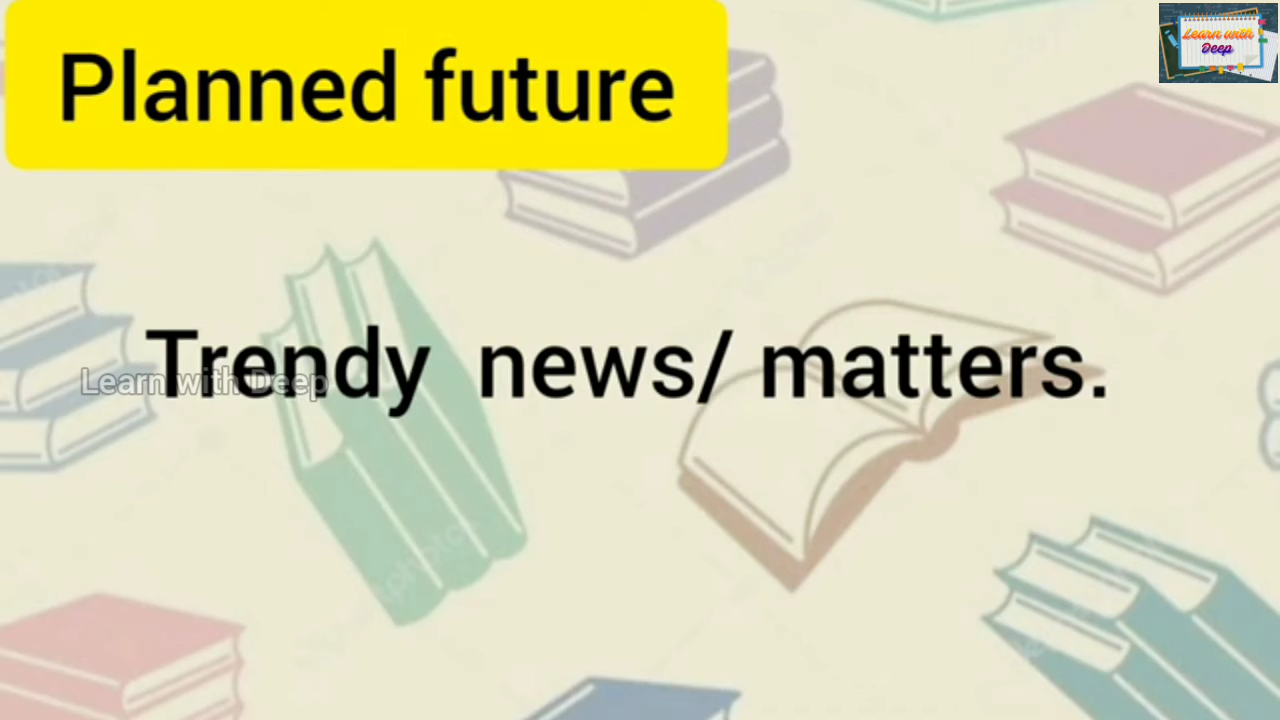 Planned future
Learn with
Deep
Trendy news/ matters.
Learn with Deep